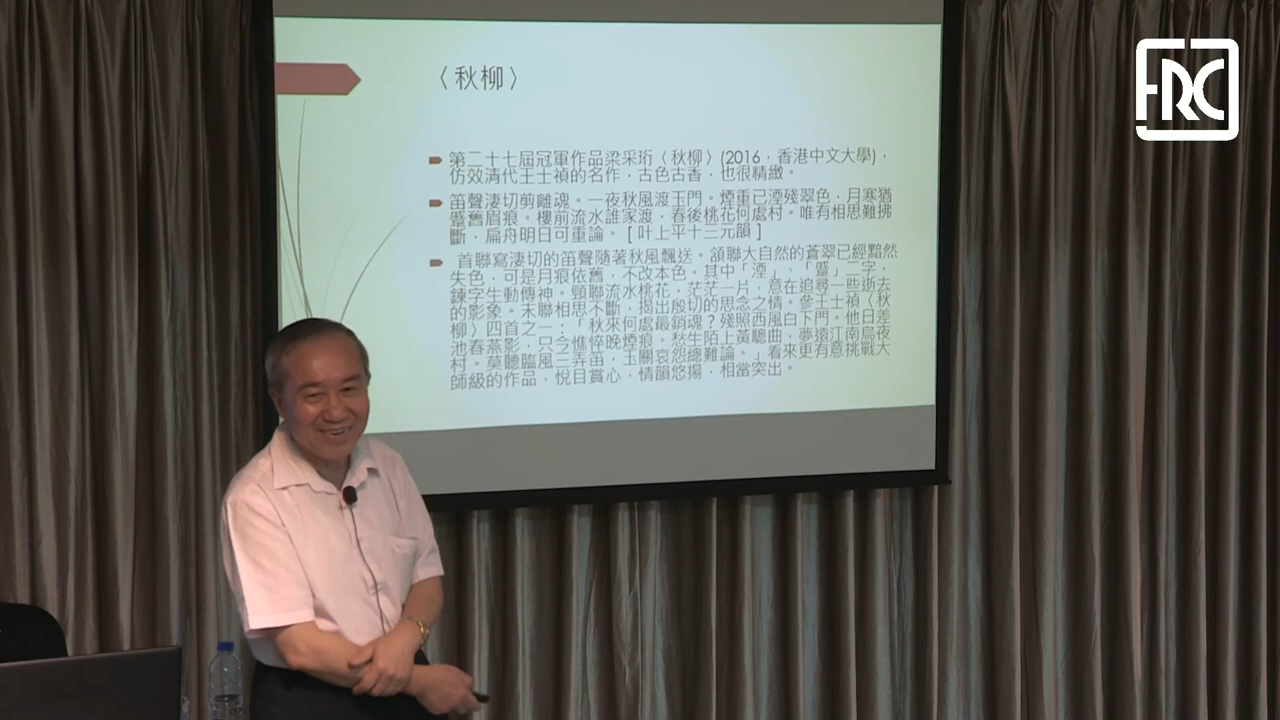 〈秋柳〉
第二十七屆冠軍作品梁采珩〈秋柳〉(2016，香港中文大學)，
仿效清代王士禎的名作，古色古香，也很精緻。
笛聲淒切剪離魂。一夜秋風渡玉門。煙重已湮殘翠色，月寒猶
蹙舊眉痕。樓前流水誰家渡，春後桃花何處村。唯有相思難拂
斷，扁舟明日可重論。[ 叶上平十三元韻 ]
首聯寫淒切的笛聲隨著秋風飄送。頷聯大自然的蒼翠已經黯然
失色，可是月痕依舊，不改本色。其中「湮」、「蹙」二字，
鍊字生動傳神。頸聯流水桃花，茫茫一片，意在追尋一些逝去
的影象。末聯相思不斷，揭出殷切的思念之情。參王士禎〈秋
柳〉四首之一：「秋來何處最銷魂？殘照西風白下門。他日差
池春燕影，只今憔悴晚煙痕。愁生陌上黃驄曲，夢遠江南烏夜
村。莫聽臨風三弄笛，玉關哀怨總難論。」看來更有意挑戰大
師級的作品，悅目賞心，情韻悠揚，相當突出。
FRC